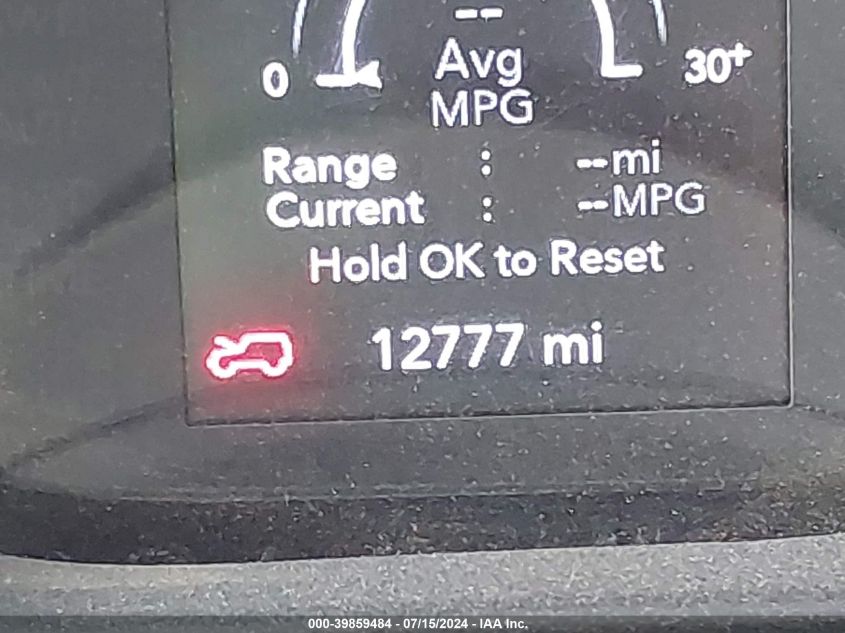 --
0 Avg 30+
MPG
Range : --mi
Current : --MPG
Hold OK to Reset
12777 mi
000-39859484 - 07/15/2024 - IAA Inc.